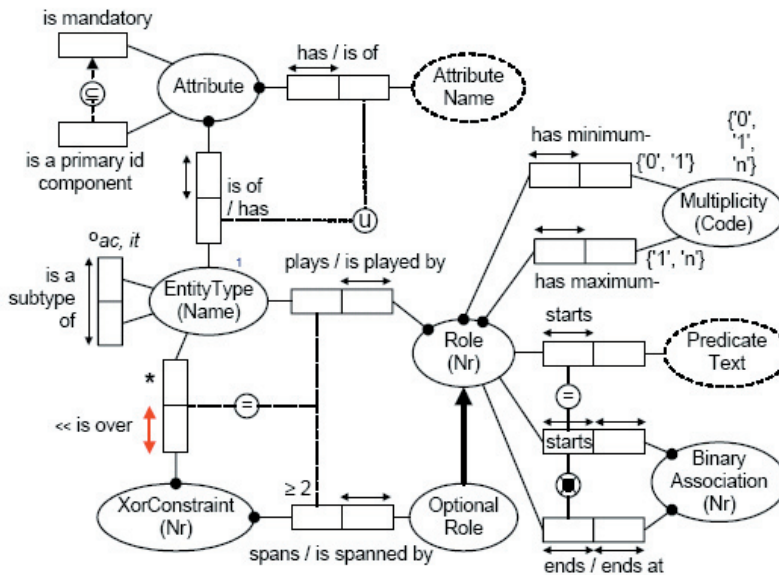 is mandatory
Attribute
has / is of
Attribute
Name
⊆
is a primary id
component
is of
/ has
u
has minimum-
{'0', '1'}
{'0',
'1',
'n'}
Multiplicity
(Code)
{'1', 'n'}
has maximum-
°ac, it
is a
subtype
of
1
EntityType
(Name)
plays / is played by
Role
(Nr)
starts
Predicate
Text
*
=
=
<< is over
starts
Binary
Association
(Nr)
XorConstraint
(Nr)
≥ 2
Optional
Role
spans / is spanned by
ends / ends at